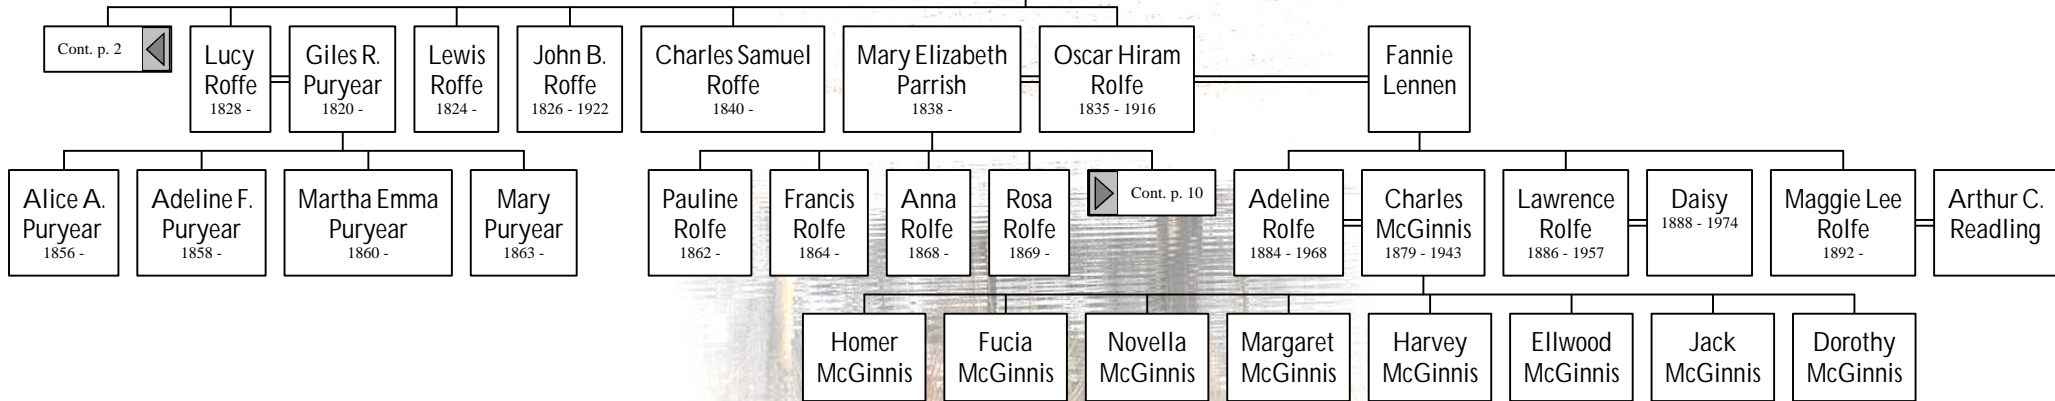 Cont. p. 2
Lucy
Roffe
1828 -
Giles R.
Puryear
1820 -
Lewis
Roffe
1824 -
John B.
Roffe
1826 - 1922
Charles Samuel
Roffe
1840 -
Mary Elizabeth
Parrish
1838 -
Oscar Hiram
Rolfe
1835 - 1916
Fannie
Lennen
Alice A.
Puryear
1856 -
Adeline F.
Puryear
1858 -
Martha Emma
Puryear
1860 -
Mary
Puryear
1863 -
Pauline
Rolfe
1862 -
Francis
Rolfe
1864 -
Anna
Rolfe
1868 -
Rosa
Rolfe
1869 -
Cont. p. 10
Adeline
Rolfe
1884 - 1968
Charles
McGinnis
1879 - 1943
Lawrence
Rolfe
1886 - 1957
Daisy
1888 - 1974
Maggie Lee
Rolfe
1892 -
Arthur C.
Readling
Homer
McGinnis
Fucia
McGinnis
Novella
McGinnis
Margaret
McGinnis
Harvey
McGinnis
Ellwood
McGinnis
Jack
McGinnis
Dorothy
McGinnis